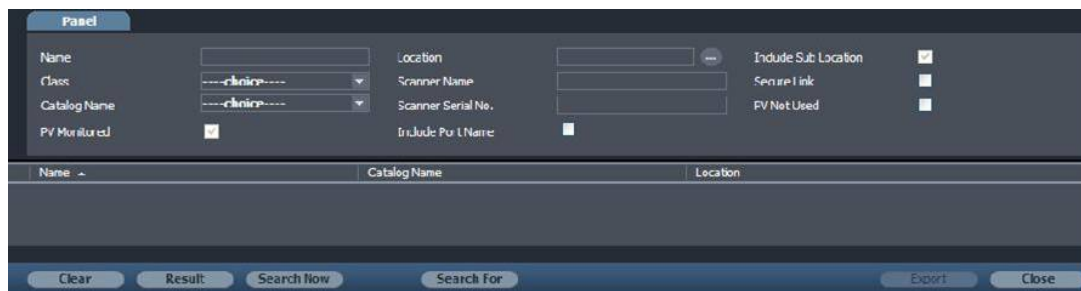 Panel
Name Location ... Include Sub Location
Class ----choice---- Scanner Name Secure Link
Catalog Name ----choice---- Scanner Serial No. PV Not Used
PV Monitored Include Port Name
Name Catalog Name Location
Clear Result Search Now Search For Export Close